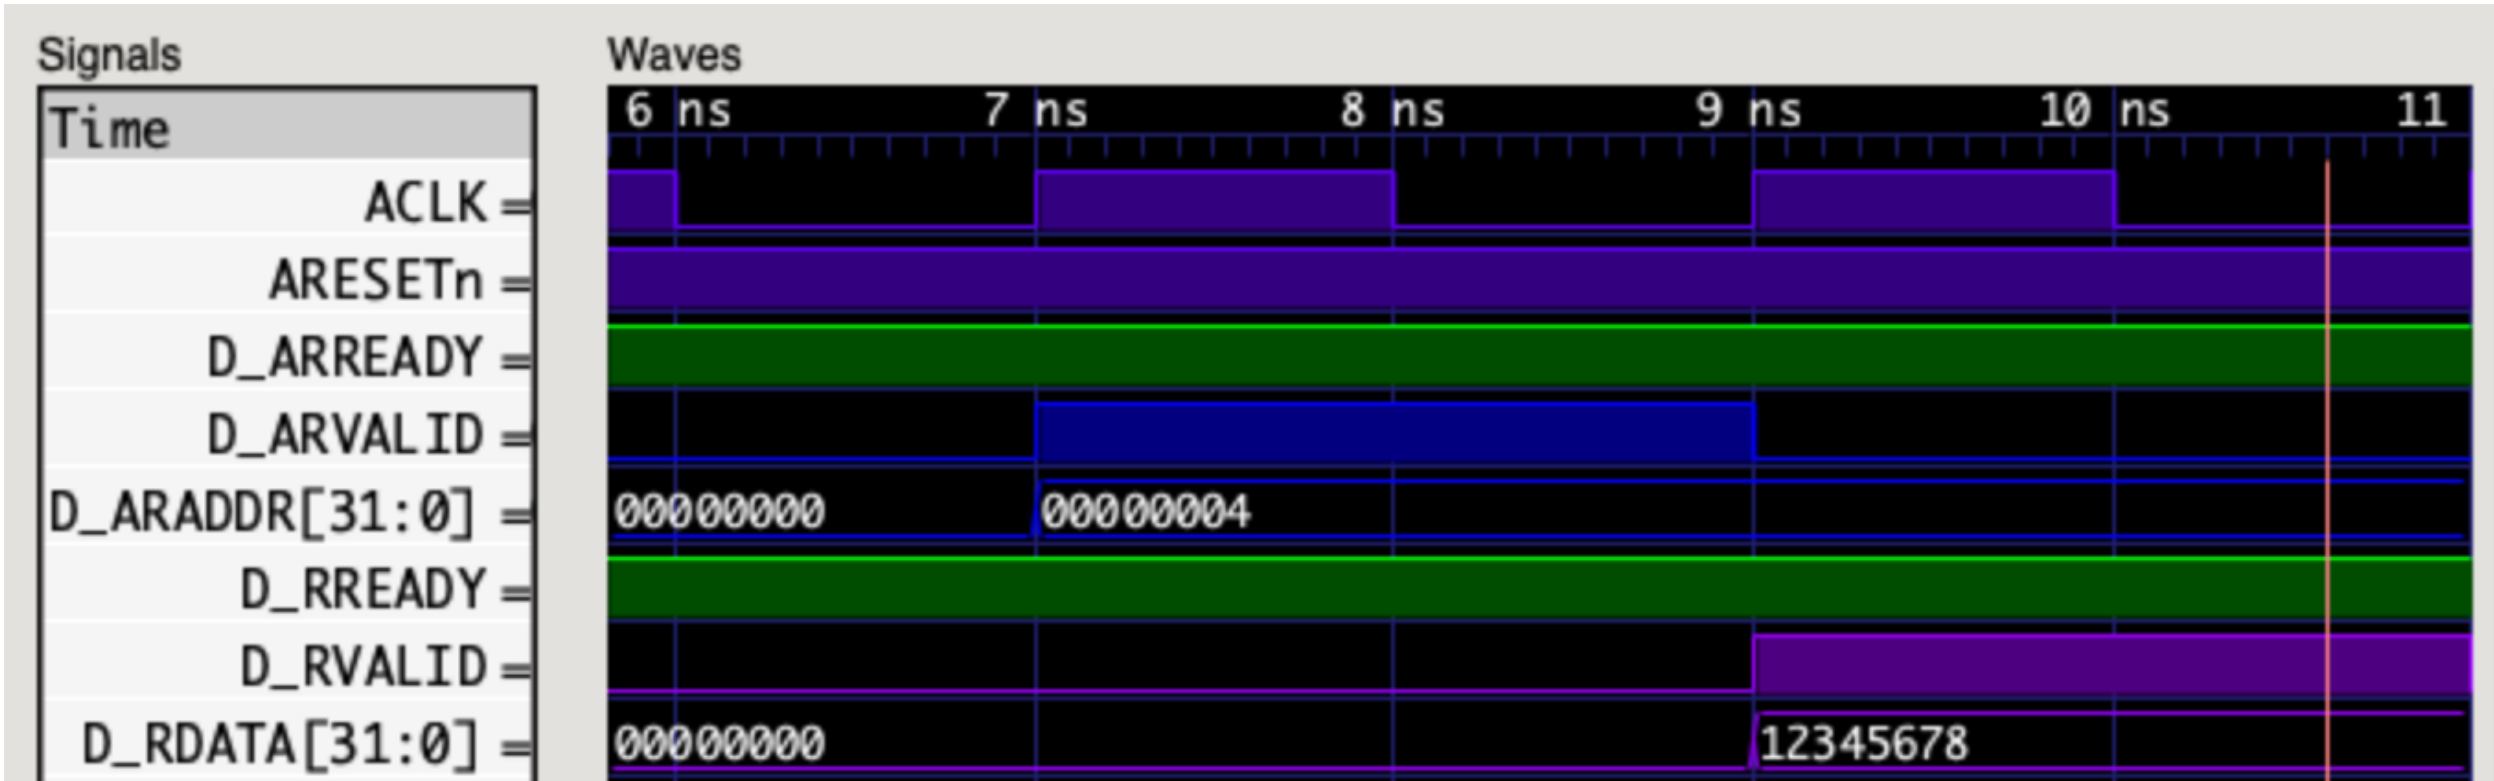 Signals Waves
Time 6 ns 7 ns 8 ns 9 ns 10 ns 11
ACLK =
ARESETn =
D_ARREADY =
D_ARVALID =
D_ARADDR[31:0] = 00000000 00000004
D_RREADY =
D_RVALID =
D_RDATA[31:0] = 00000000 12345678